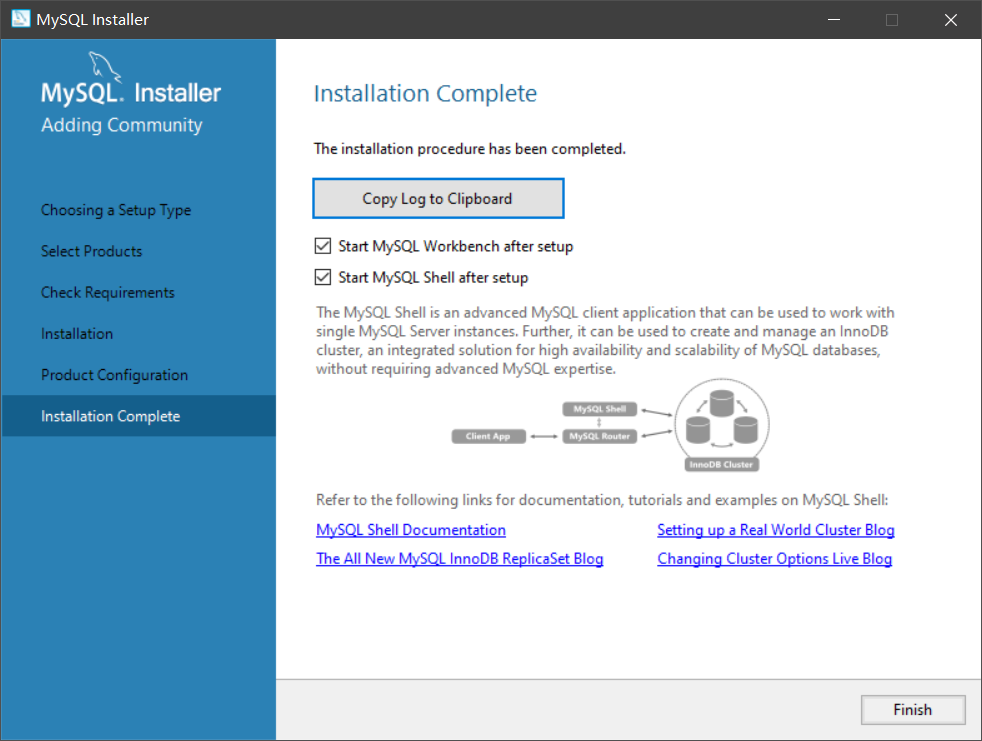 MySQL Installer
MySQL. Installer
Adding Community
Choosing a Setup Type
Select Products
Check Requirements
Installation
Product Configuration
Installation Complete
Installation Complete
The installation procedure has been completed.
Copy Log to Clipboard
Start MySQL Workbench after setup
Start MySQL Shell after setup
The MySQL Shell is an advanced MySQL client application that can be used to work with
single MySQL Server instances. Further, it can be used to create and manage an InnoDB
cluster, an integrated solution for high availability and scalability of MySQL databases,
without requiring advanced MySQL expertise.
MySQL Shell
Client App
MySQL Router
InnoDB Cluster
Refer to the following links for documentation, tutorials and examples on MySQL Shell:
MySQL Shell Documentation
Setting up a Real World Cluster Blog
The All New MySQL InnoDB ReplicaSet Blog
Changing Cluster Options Live Blog
Finish